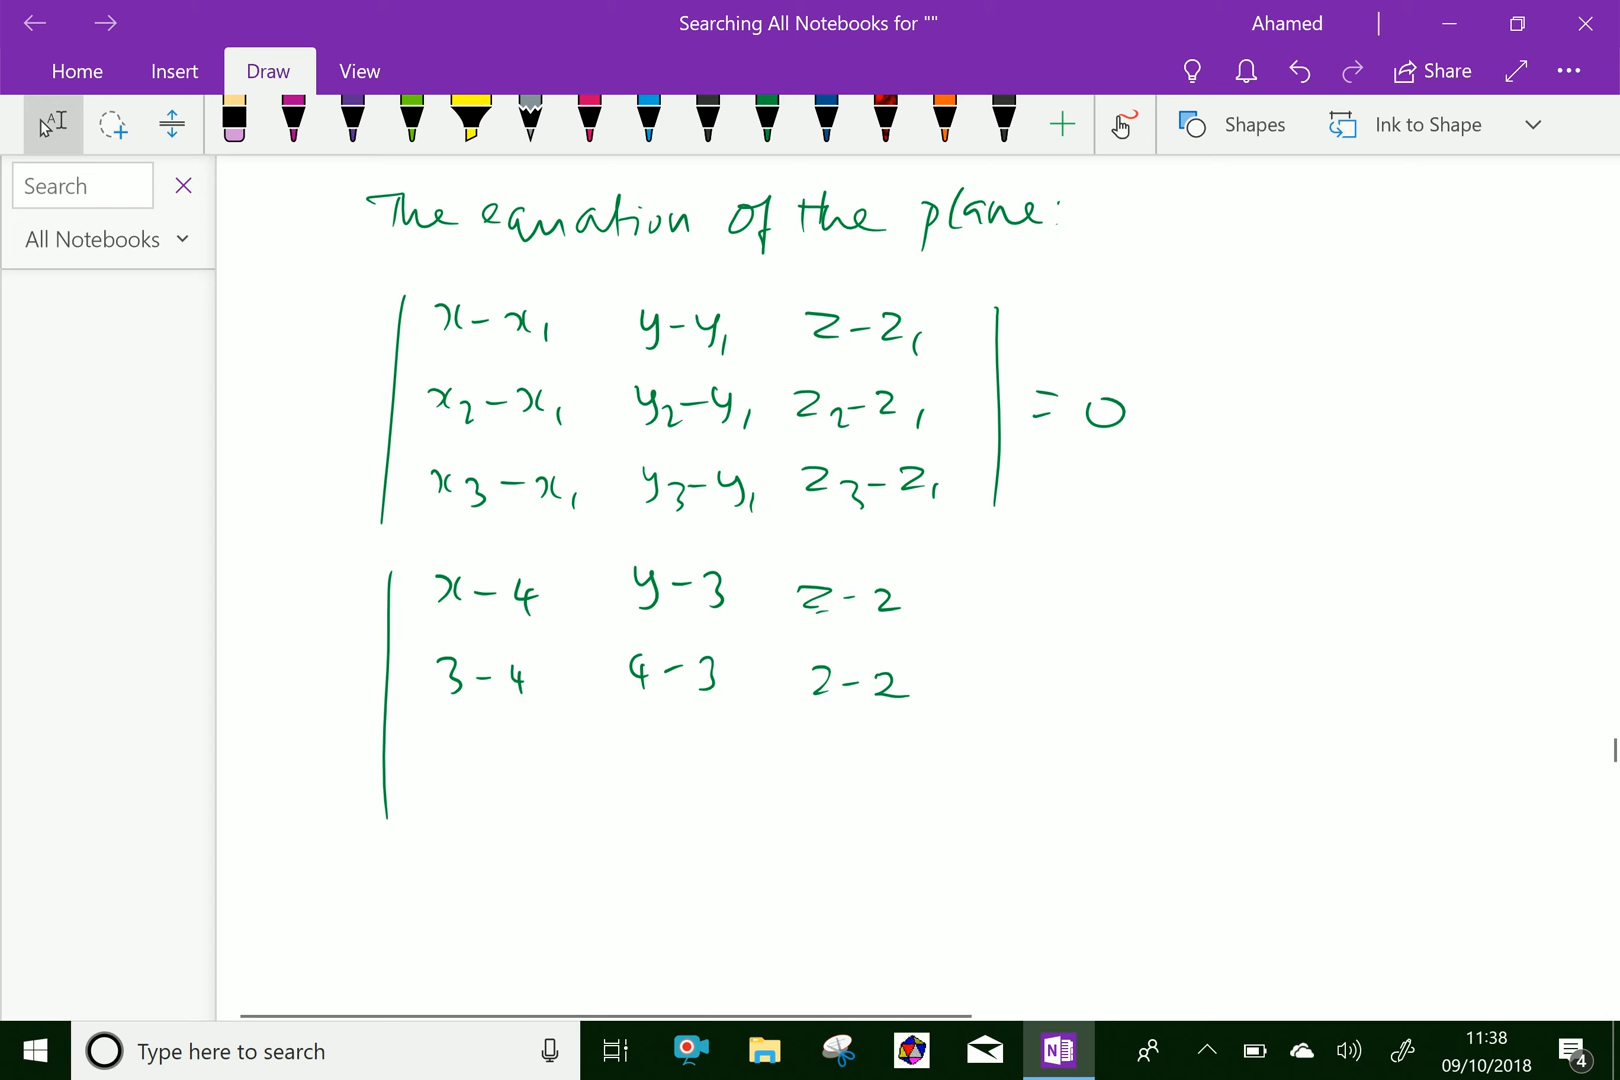 Searching All Notebooks for ""
Ahamed
Home Insert Draw View
Share
Shapes
Ink to Shape
Search
All Notebooks
The equation of the plane:
x-x₁ y-y₁ z-z₁
x₂-x₁ y₂-y₁ z₂-z₁ = 0
x₃-x₁ y₃-y₁ z₃-z₁
x-4 y-3 z-2
3-4 4-3 2-2
Type here to search
11:38
09/10/2018
4